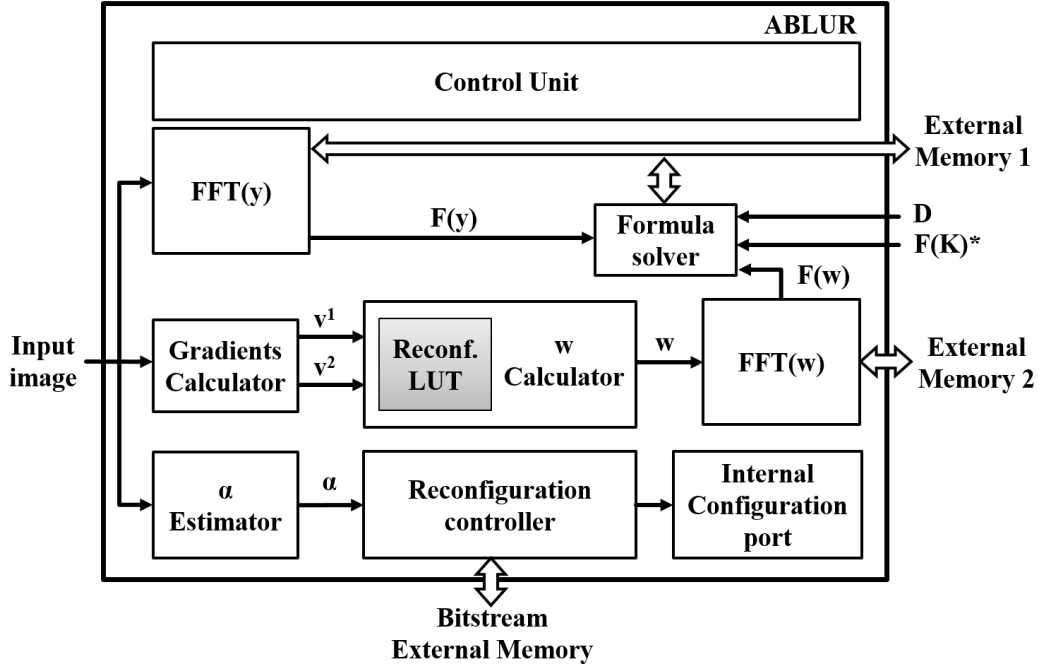 ABLUR
Control Unit
External
Memory 1
FFT(y)
F(y)
Formula
solver
D
F(K)*
F(w)
Input
image
Gradients
Calculator
v¹
v²
Reconf.
LUT
w
Calculator
w
FFT(w)
External
Memory 2
α
Estimator
α
Reconfiguration
controller
Internal
Configuration
port
Bitstream
External Memory